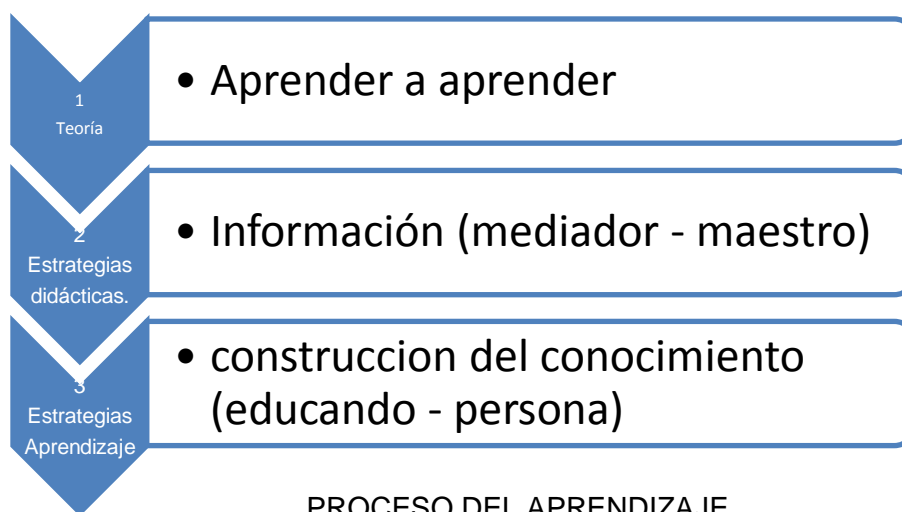 1
Teoría
• Aprender a aprender
2
Estrategias
didácticas.
• Información (mediador - maestro)
3
Estrategias
Aprendizaje
• construccion del conocimiento
(educando - persona)
PROCESO DEL APRENDIZAJE